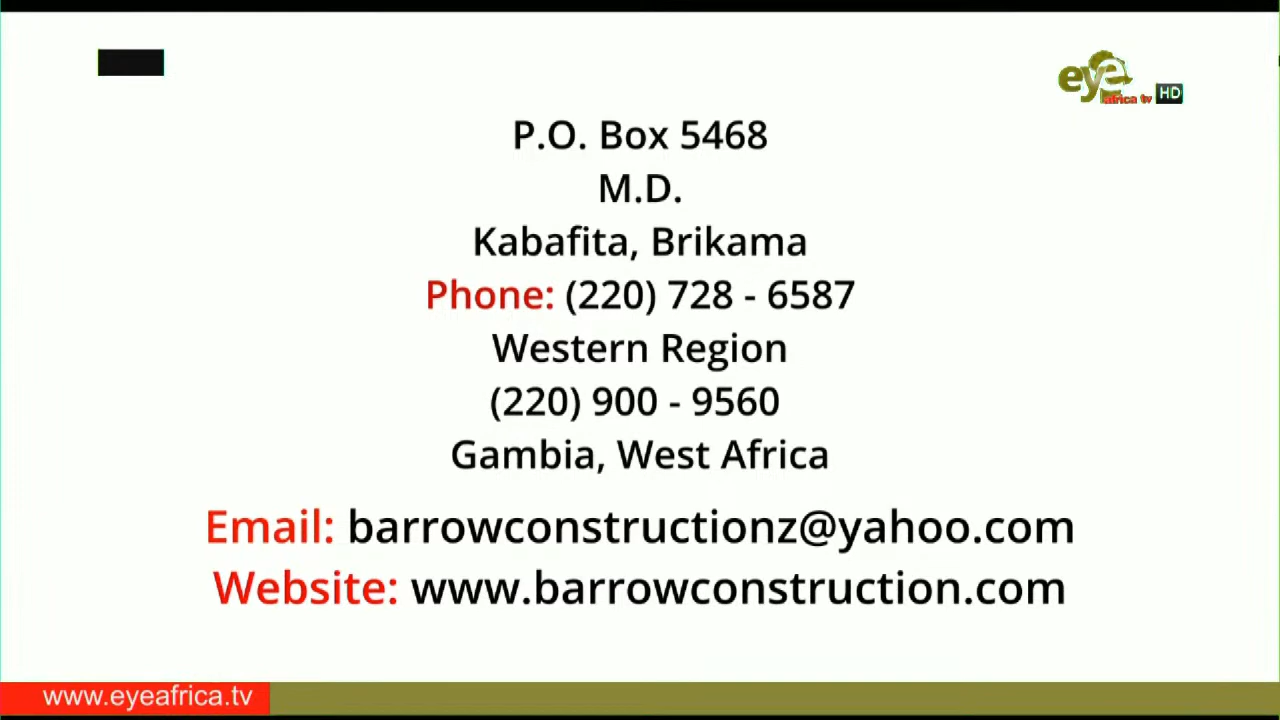 eye
africa tv HD
P.O. Box 5468
M.D.
Kabafita, Brikama
Phone: (220) 728 - 6587
Western Region
(220) 900 - 9560
Gambia, West Africa
Email: barrowconstructionz@yahoo.com
Website: www.barrowconstruction.com
www.eyeafrica.tv